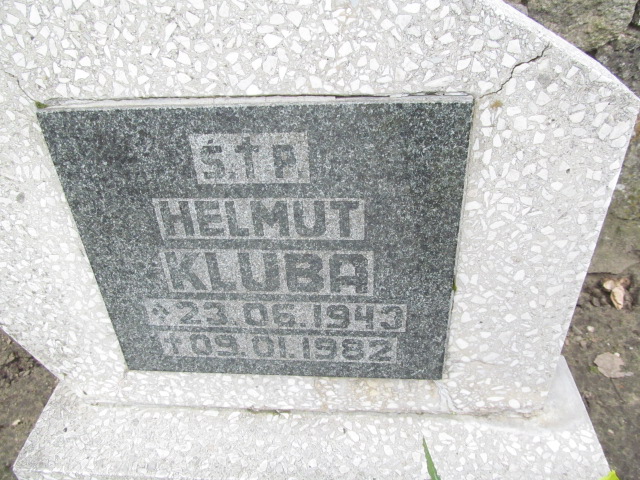 Ś.†P.
HELMUT
KLUBA
* 23.06.1943
† 09.01.1982